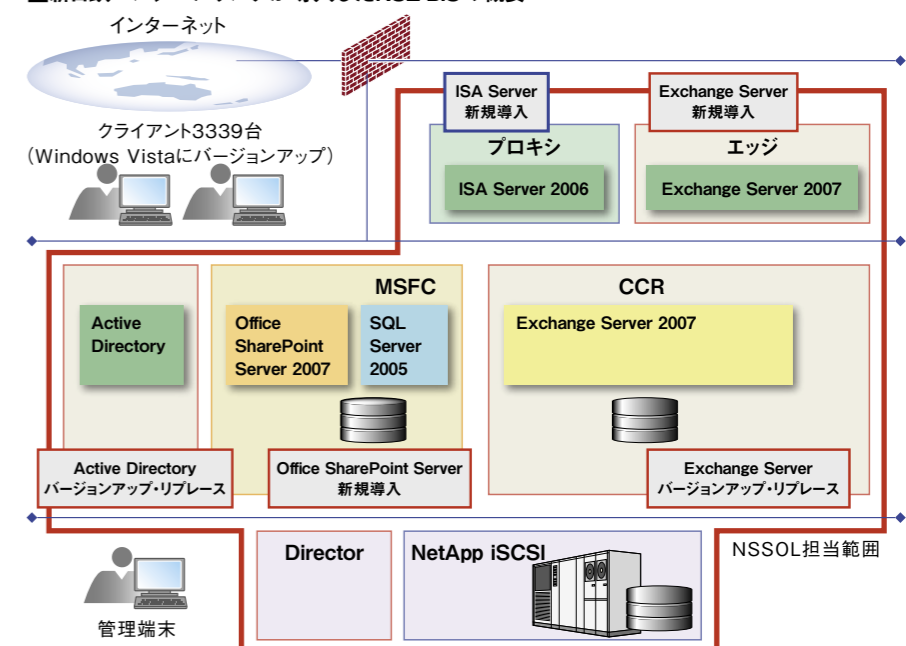 インターネット
クライアント3339台
(Windows Vistaにバージョンアップ)
ISA Server
新規導入
プロキシ
ISA Server 2006
Exchange Server
新規導入
エッジ
Exchange Server 2007
Active
Directory
Active Directory
バージョンアップ・リプレース
MSFC
Office
SharePoint
Server 2007
SQL
Server
2005
Office SharePoint Server
新規導入
CCR
Exchange Server 2007
Exchange Server
バージョンアップ・リプレース
管理端末
Director
NetApp iSCSI
NSSOL担当範囲